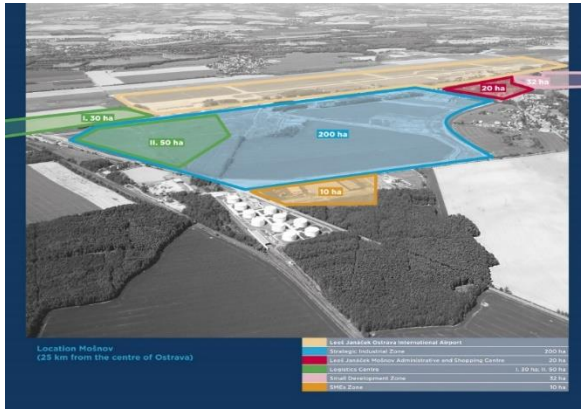 32 ha
20 ha
I. 30 ha
II. 50 ha
200 ha
10 ha
Location Mošnov
(25 km from the centre of Ostrava)
Leoš Janáček Ostrava International Airport
Strategic Industrial Zone 200 ha
Leoš Janáček Mošnov Administrative and Shopping Centre 20 ha
Logistics Centre I. 30 ha; II. 50 ha
Small Development Zone 32 ha
SMEs Zone 10 ha